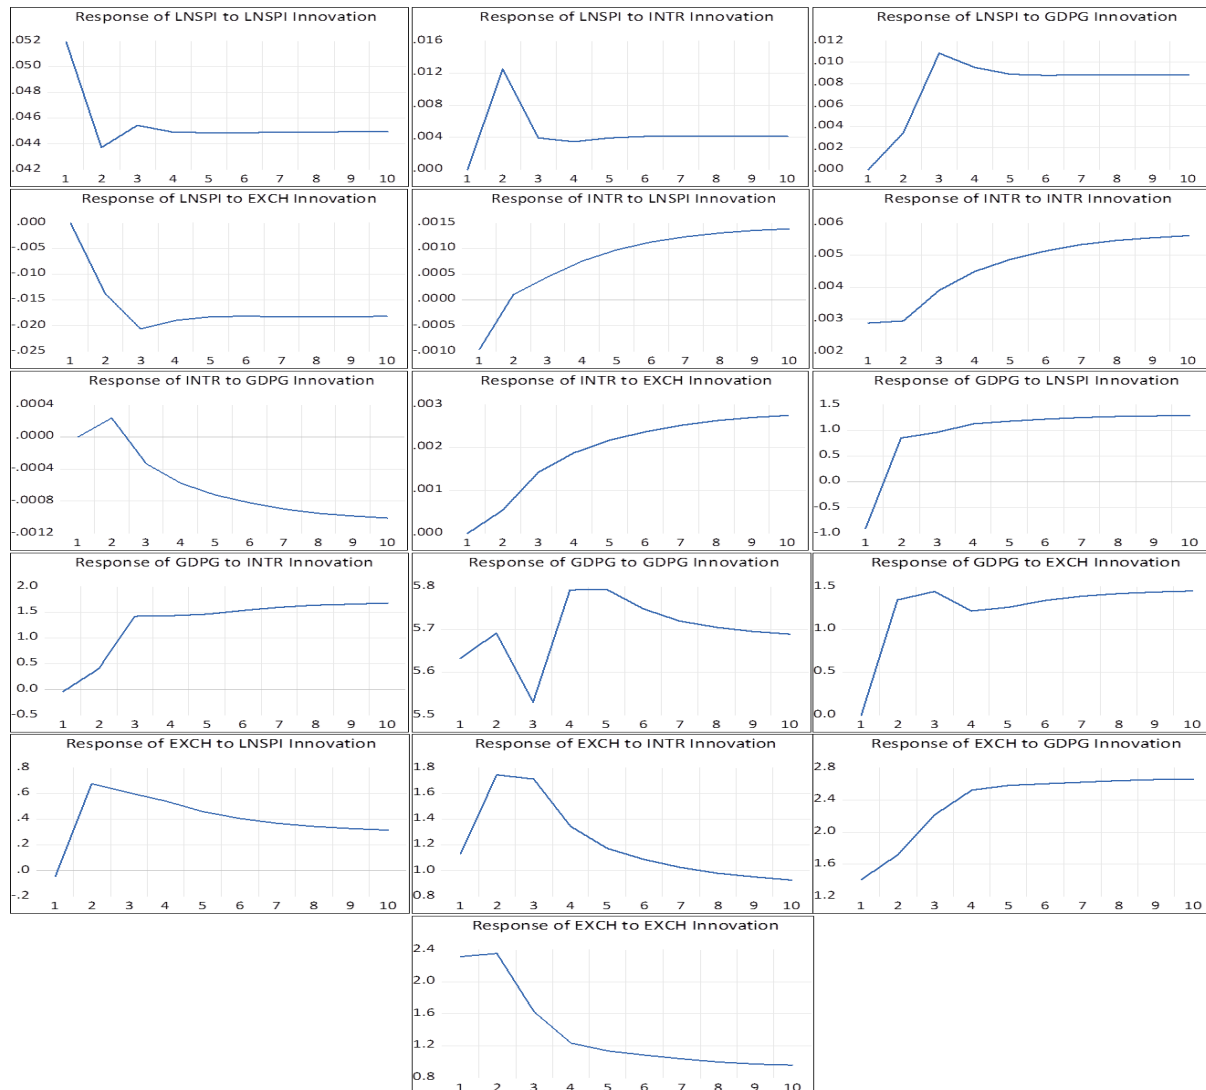 Response of LNSPI to LNSPI Innovation
.052
.050
.048
.046
.044
.042
1 2 3 4 5 6 7 8 9 10
Response of LNSPI to INTR Innovation
.016
.012
.008
.004
.000
1 2 3 4 5 6 7 8 9 10
Response of LNSPI to GDPG Innovation
.012
.010
.008
.006
.004
.002
.000
1 2 3 4 5 6 7 8 9 10
Response of LNSPI to EXCH Innovation
.000
-.005
-.010
-.015
-.020
-.025
1 2 3 4 5 6 7 8 9 10
Response of INTR to LNSPI Innovation
.0015
.0010
.0005
.0000
-.0005
-.0010
1 2 3 4 5 6 7 8 9 10
Response of INTR to INTR Innovation
.006
.005
.004
.003
.002
1 2 3 4 5 6 7 8 9 10
Response of INTR to GDPG Innovation
.0004
.0000
-.0004
-.0008
-.0012
1 2 3 4 5 6 7 8 9 10
Response of INTR to EXCH Innovation
.003
.002
.001
.000
1 2 3 4 5 6 7 8 9 10
Response of GDPG to LNSPI Innovation
1.5
1.0
0.5
0.0
-0.5
-1.0
1 2 3 4 5 6 7 8 9 10
Response of GDPG to INTR Innovation
2.0
1.5
1.0
0.5
0.0
-0.5
1 2 3 4 5 6 7 8 9 10
Response of GDPG to GDPG Innovation
5.8
5.7
5.6
5.5
1 2 3 4 5 6 7 8 9 10
Response of GDPG to EXCH Innovation
1.5
1.0
0.5
0.0
1 2 3 4 5 6 7 8 9 10
Response of EXCH to LNSPI Innovation
.8
.6
.4
.2
.0
-.2
1 2 3 4 5 6 7 8 9 10
Response of EXCH to INTR Innovation
1.8
1.6
1.4
1.2
1.0
0.8
1 2 3 4 5 6 7 8 9 10
Response of EXCH to GDPG Innovation
2.8
2.4
2.0
1.6
1.2
1 2 3 4 5 6 7 8 9 10
Response of EXCH to EXCH Innovation
2.4
2.0
1.6
1.2
0.8
1 2 3 4 5 6 7 8 9 10